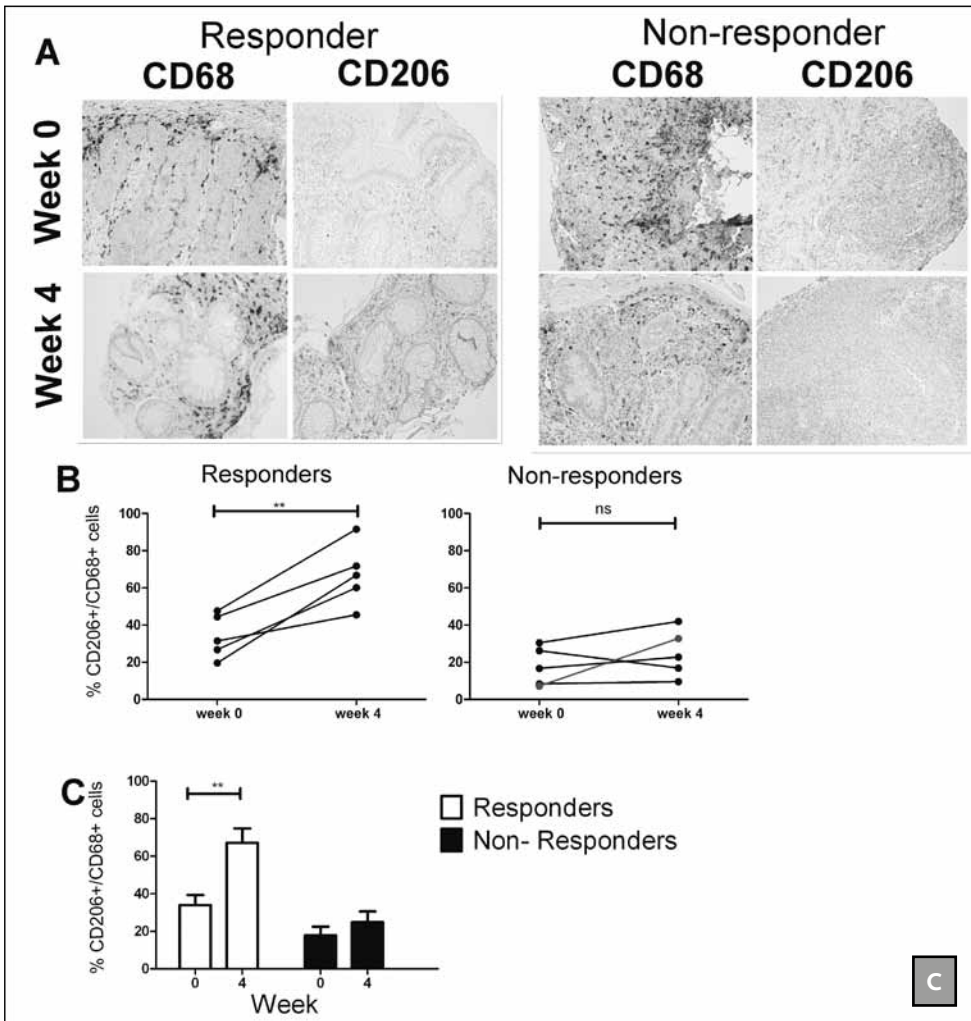 A
Responder
Non-responder
CD68
CD206
CD68
CD206
Week 0
Week 4
B
Responders
Non-responders
% CD206+/CD68+ cells
100
80
60
40
20
0
**
week 0
week 4
100
80
60
40
20
0
ns
week 0
week 4
C
% CD206+/CD68+ cells
100
80
60
40
20
0
**
0
4
0
4
Week
Responders
Non- Responders
C